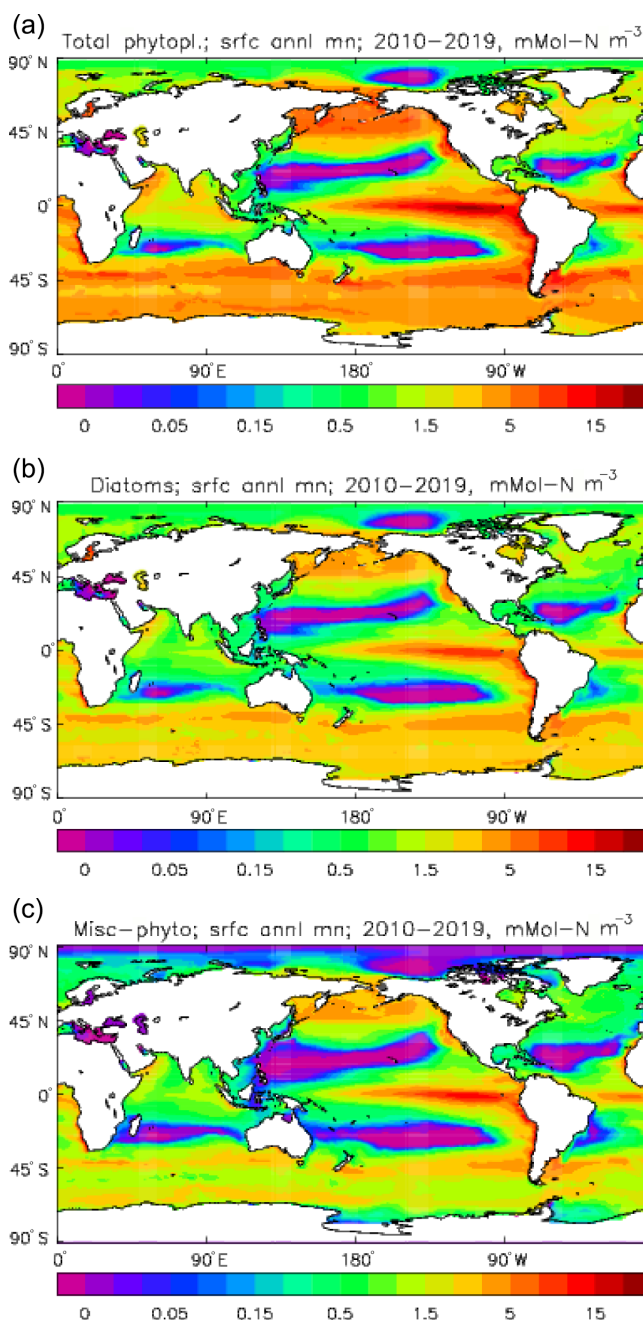 (a)
Total phytopl.; srfc annl mn; 2010-2019, mMol-N m⁻³
90°N
45°N
0°
45°S
90°S
0° 90°E 180° 90°W
0 0.05 0.15 0.5 1.5 5 15
(b)
Diatoms; srfc annl mn; 2010-2019, mMol-N m⁻³
90°N
45°N
0°
45°S
90°S
0° 90°E 180° 90°W
0 0.05 0.15 0.5 1.5 5 15
(c)
Misc-phyto; srfc annl mn; 2010-2019, mMol-N m⁻³
90°N
45°N
0°
45°S
90°S
0° 90°E 180° 90°W
0 0.05 0.15 0.5 1.5 5 15